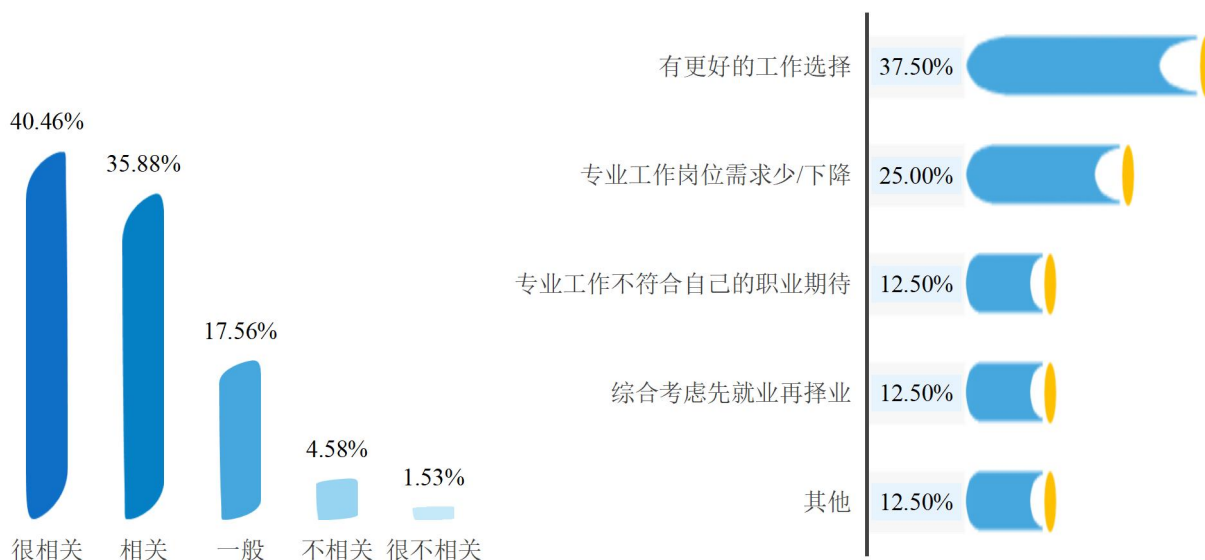 40.46%
35.88%
17.56%
4.58%
1.53%
很相关 相关 一般 不相关 很不相关
有更好的工作选择 37.50%
专业工作岗位需求少/下降 25.00%
专业工作不符合自己的职业期待 12.50%
综合考虑先就业再择业 12.50%
其他 12.50%